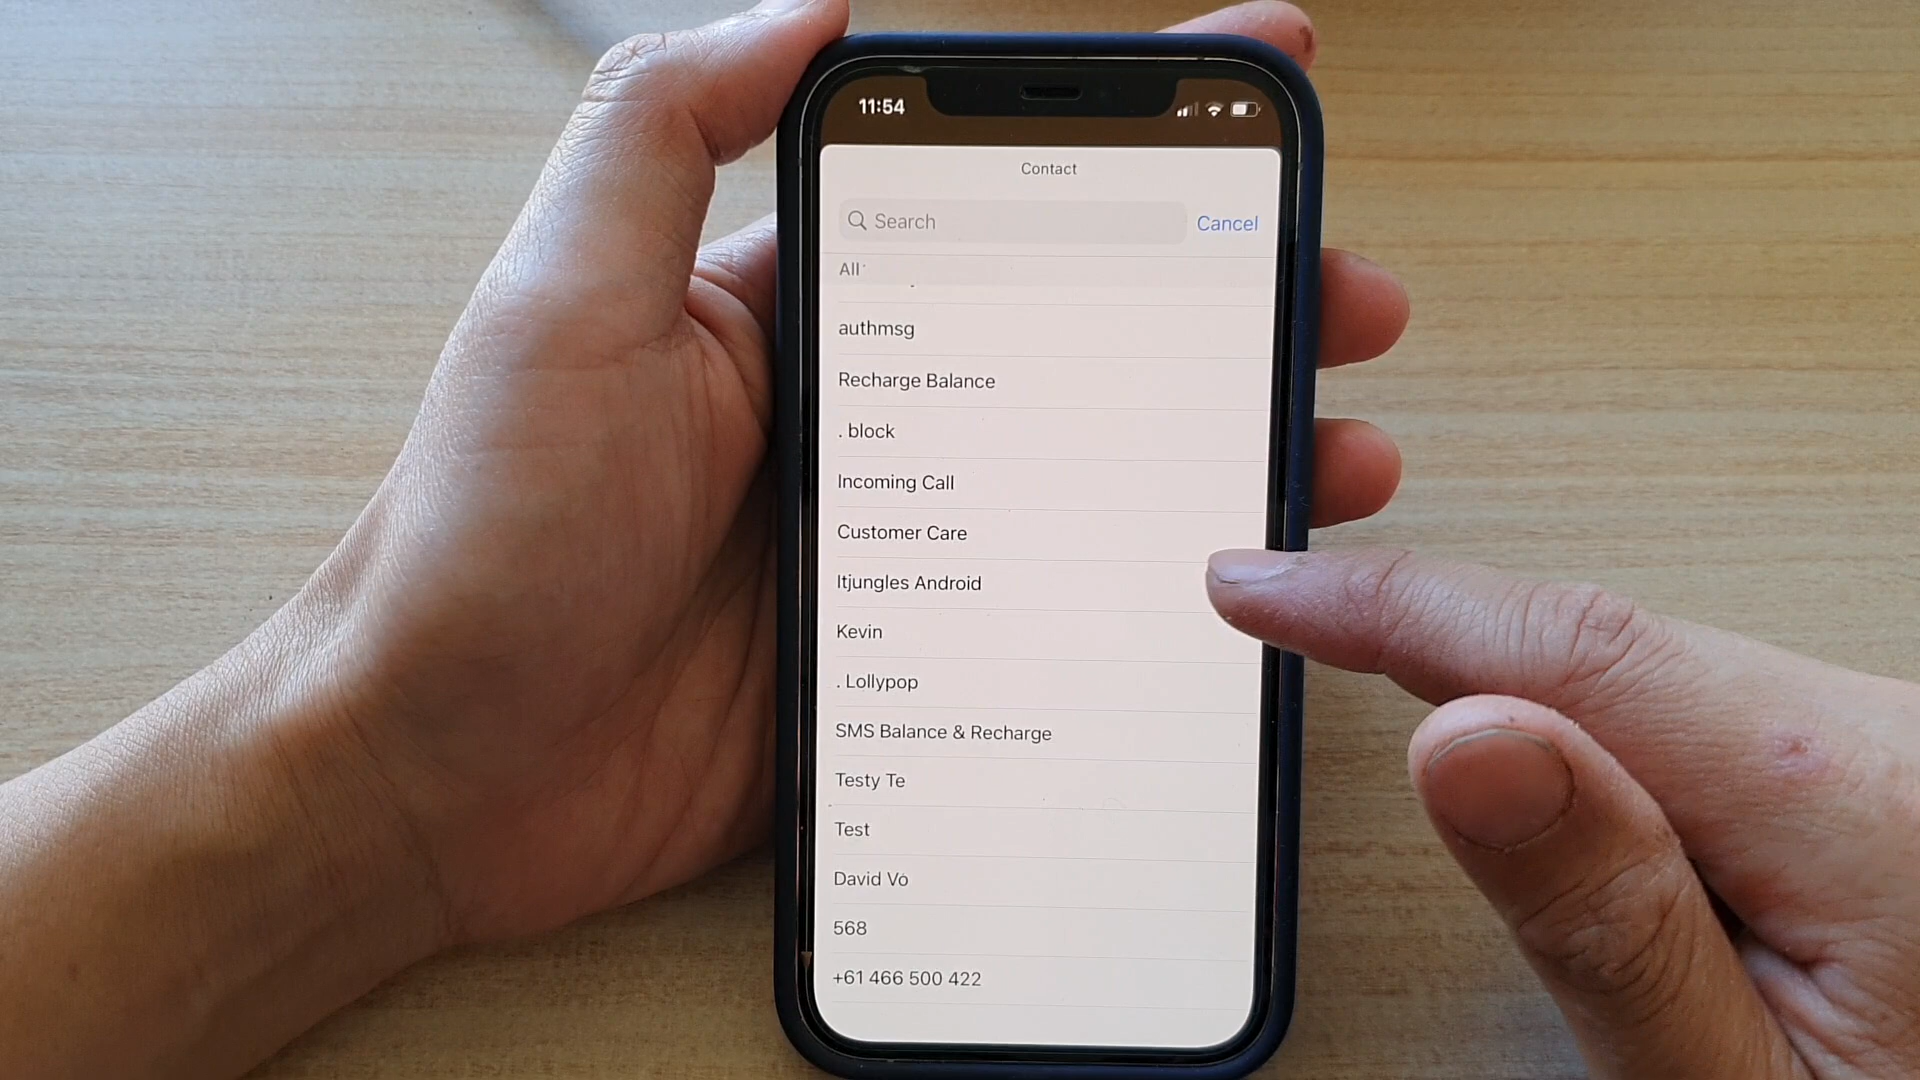 11:54
Contact
Search
Cancel
All
authmsg
Recharge Balance
. block
Incoming Call
Customer Care
Itjungles Android
Kevin
. Lollypop
SMS Balance & Recharge
Testy Te
Test
David Vo
568
+61 466 500 422